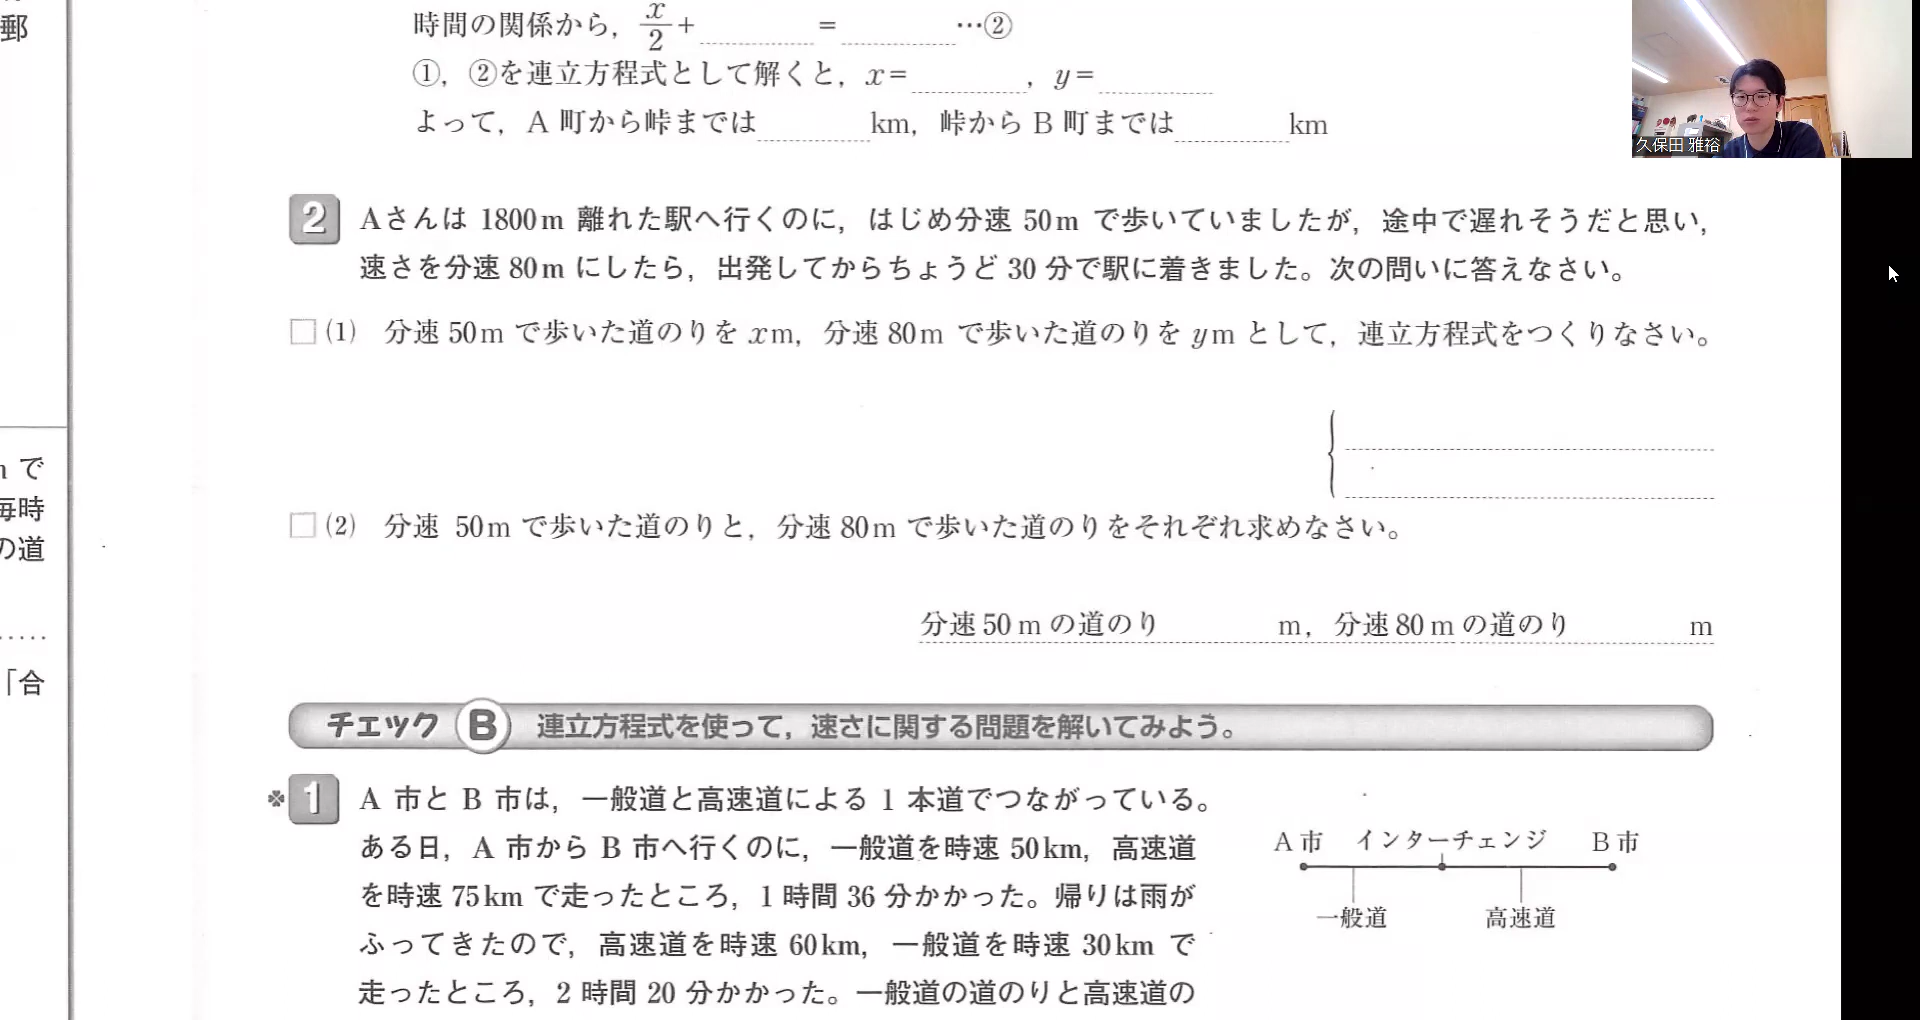 郵
時間の関係から，x/2+ = …②
①，②を連立方程式として解くと，x= ，y=
よって，A 町から峠までは km，峠から B 町までは km
久保田 雅裕
2 Aさんは 1800m 離れた駅へ行くのに，はじめ分速 50m で歩いていましたが，途中で遅れそうだと思い，
速さを分速 80m にしたら，出発してからちょうど 30 分で駅に着きました。次の問いに答えなさい。
□(1) 分速 50m で歩いた道のりを xm，分速 80m で歩いた道のりを ym として，連立方程式をつくりなさい。
で
毎時
の道
□(2) 分速 50m で歩いた道のりと，分速 80m で歩いた道のりをそれぞれ求めなさい。
分速 50 m の道のり m，分速 80 m の道のり m
「合
チェック B 連立方程式を使って，速さに関する問題を解いてみよう。
1 A 市と B 市は，一般道と高速道による 1 本道でつながっている。
ある日，A 市から B 市へ行くのに，一般道を時速 50km，高速道
を時速 75km で走ったところ，1 時間 36 分かかった。帰りは雨が
ふってきたので，高速道を時速 60km，一般道を時速 30km で
走ったところ，2 時間 20 分かかった。一般道の道のりと高速道の
A 市 インターチェンジ B 市
一般道 高速道